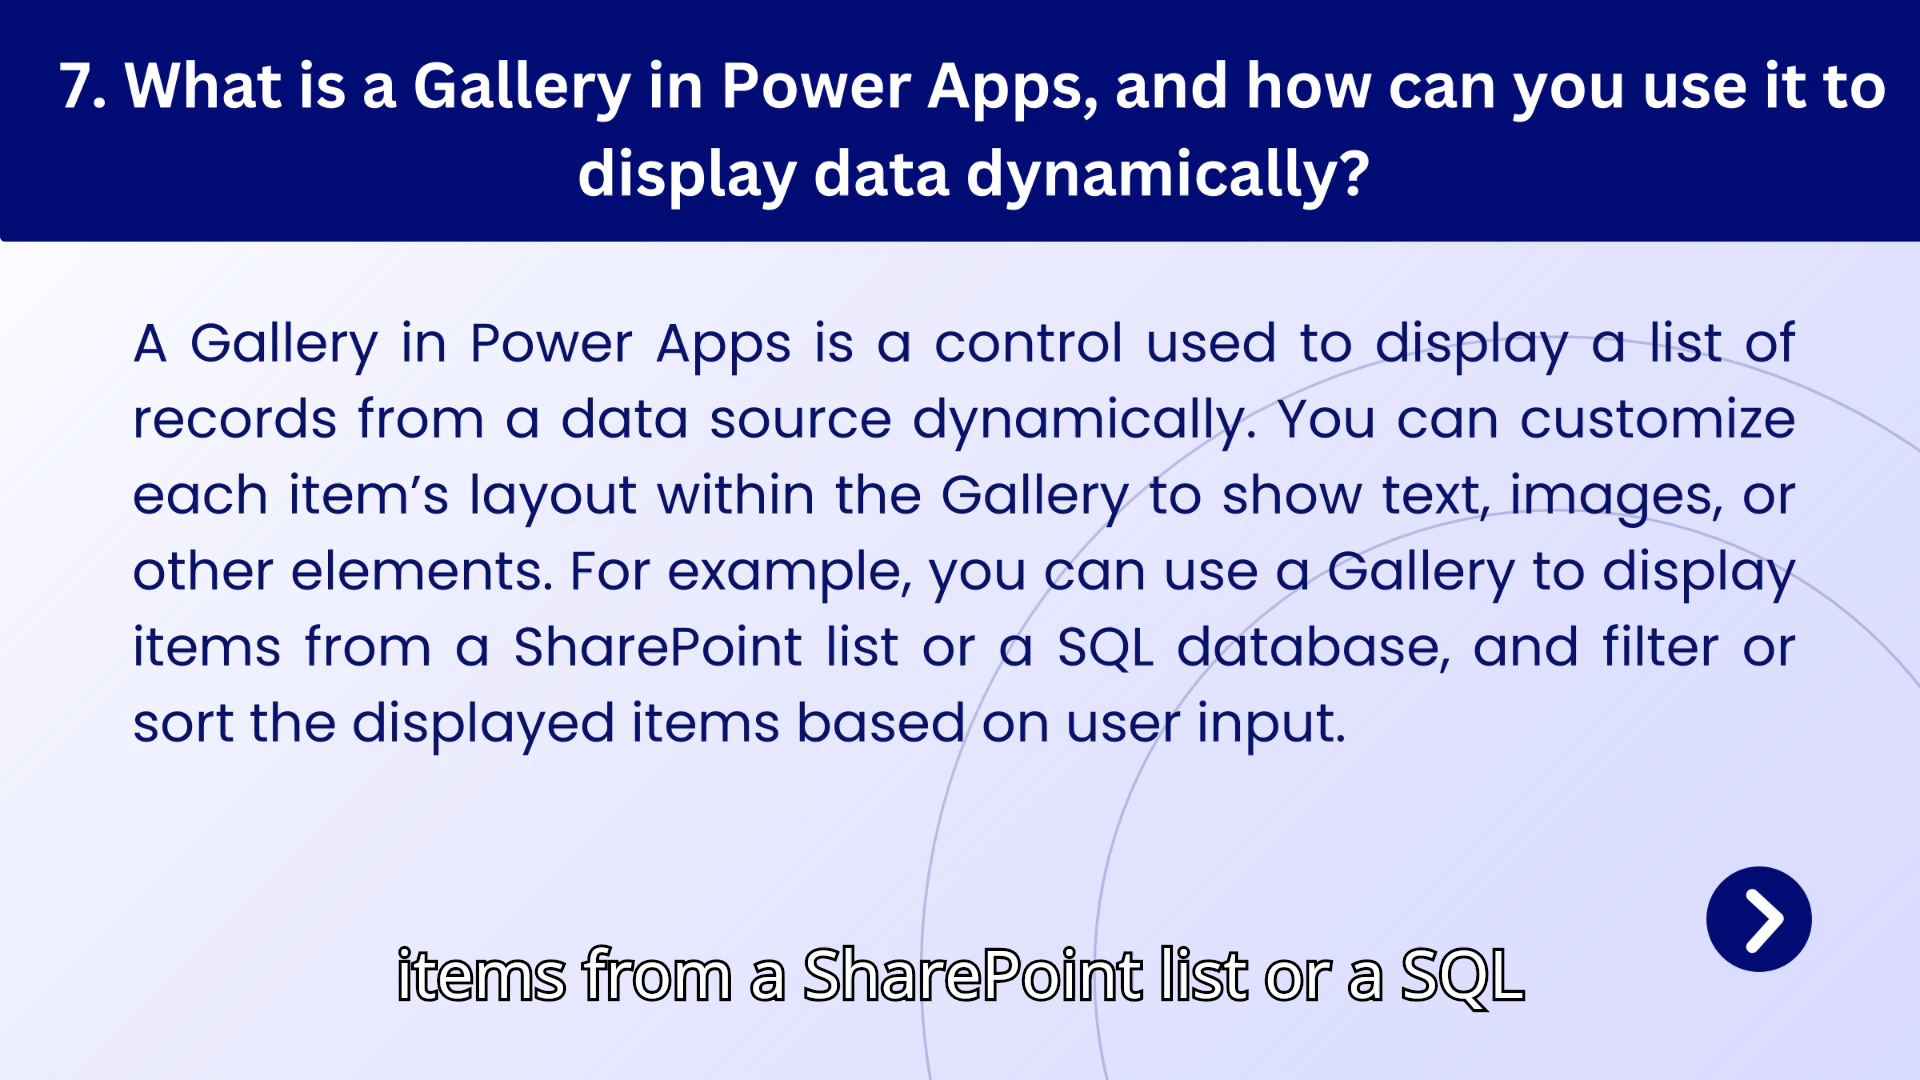 7. What is a Gallery in Power Apps, and how can you use it to
display data dynamically?
A Gallery in Power Apps is a control used to display a list of
records from a data source dynamically. You can customize
each item’s layout within the Gallery to show text, images, or
other elements. For example, you can use a Gallery to display
items from a SharePoint list or a SQL database, and filter or
sort the displayed items based on user input.
items from a SharePoint list or a SQL